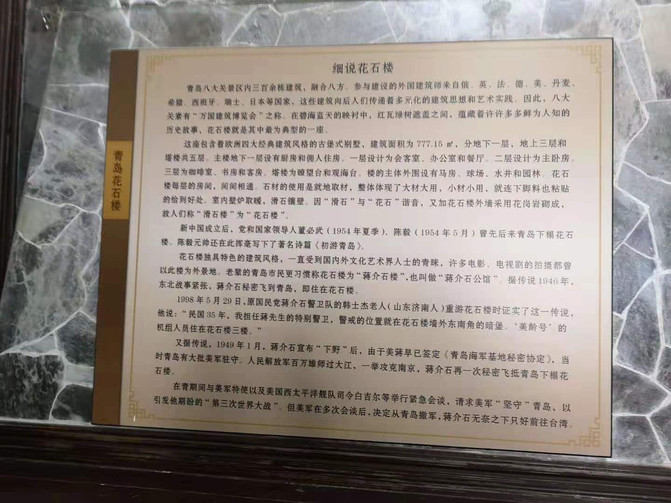 细说花石楼
青岛八大关景区内三百余栋建筑，融合八方。参与建设的外国建筑师来自俄、英、法、德、美、丹麦、
希腊、西班牙、瑞士、日本等国家，这些建筑向后人们传递着多元化的建筑思想和艺术实践。因此，八大
关素有“万国建筑博览会”之称。在碧海蓝天的映衬中，红瓦绿树遮盖之间，蕴藏着许许多多鲜为人知的
历史故事，花石楼就是其中最为典型的一座。
这座包含着欧洲四大经典建筑风格的古堡式别墅，建筑面积为777.15㎡，分地下一层，地上三层和
塔楼共五层。主楼地下一层设有厨房和佣人住房。一层设计为会客室、办公室和餐厅。二层设计为主卧房。
三层为咖啡室、书房和客房。塔楼为瞭望台和观海台。楼的主体外围设有马房、球场、水井和园林。花石
楼每层的房间，间间相通。石材的使用是就地取材，整体体现了大材大用，小材小用，就连下脚料也粘贴
的恰到好处。室内壁炉取暖，滑石镶壁。因“滑石”与“花石”谐音，又加花石楼外墙采用花岗岩砌成，
故人们称“滑石楼”为“花石楼”。
新中国成立后，党和国家领导人董必武（1954年夏季）、陈毅（1954年5月）曾先后来青岛下榻花石
楼。陈毅元帅还在此挥毫写下了著名诗篇《初游青岛》。
花石楼独具特色的建筑风格，一直受到国内外文化艺术界人士的青睐，许多电影、电视剧的拍摄都曾
以此楼为外景地。老辈的青岛市民更习惯称花石楼为“蒋介石楼”，也叫做“蒋介石公馆”。据传说1946年，
东北战事紧张，蒋介石秘密飞到青岛，即住在花石楼。
1998年5月29日，原国民党蒋介石警卫队的韩士杰老人（山东济南人）重游花石楼时证实了这一传说，
他说：“民国35年，我担任蒋先生的特别警卫，警戒的位置就在花石楼墙外东南角的暗堡。‘美龄号’的
机组人员住在花石楼三楼。”
又据传说，1949年1月，蒋介石宣布“下野”后，由于美蒋早已签定《青岛海军基地秘密协定》，当
时青岛有大批美军驻守。人民解放军百万雄师过大江，一举攻克南京，蒋介石再一次秘密飞抵青岛下榻花
石楼。
在青期间与美军特使以及美国西太平洋舰队司令白吉尔等举行紧急会谈，请求美军“坚守”青岛，以
引发他期盼的“第三次世界大战”。但美军在多次会谈后，决定从青岛撤军，蒋介石无奈之下只好前往台湾。
青岛花石楼